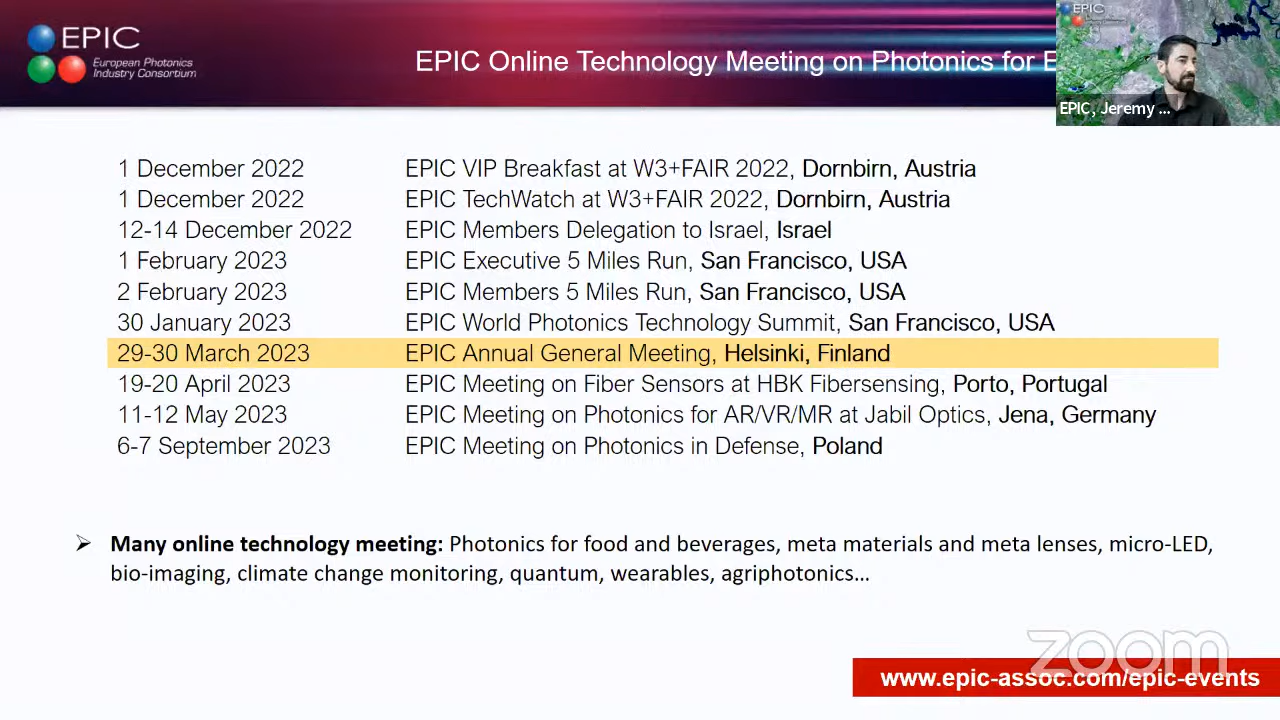 EPIC
European Photonics
Industry Consortium
EPIC Online Technology Meeting on Photonics for E
EPIC
EPIC, Jeremy ...
1 December 2022 EPIC VIP Breakfast at W3+FAIR 2022, Dornbirn, Austria
1 December 2022 EPIC TechWatch at W3+FAIR 2022, Dornbirn, Austria
12-14 December 2022 EPIC Members Delegation to Israel, Israel
1 February 2023 EPIC Executive 5 Miles Run, San Francisco, USA
2 February 2023 EPIC Members 5 Miles Run, San Francisco, USA
30 January 2023 EPIC World Photonics Technology Summit, San Francisco, USA
29-30 March 2023 EPIC Annual General Meeting, Helsinki, Finland
19-20 April 2023 EPIC Meeting on Fiber Sensors at HBK Fibersensing, Porto, Portugal
11-12 May 2023 EPIC Meeting on Photonics for AR/VR/MR at Jabil Optics, Jena, Germany
6-7 September 2023 EPIC Meeting on Photonics in Defense, Poland
➢ Many online technology meeting: Photonics for food and beverages, meta materials and meta lenses, micro-LED,
bio-imaging, climate change monitoring, quantum, wearables, agriphotonics...
zoom
www.epic-assoc.com/epic-events